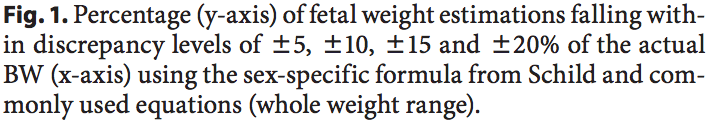 Fig. 1. Percentage (y-axis) of fetal weight estimations falling with-
in discrepancy levels of ±5, ±10, ±15 and ±20% of the actual
BW (x-axis) using the sex-specific formula from Schild and com-
monly used equations (whole weight range).